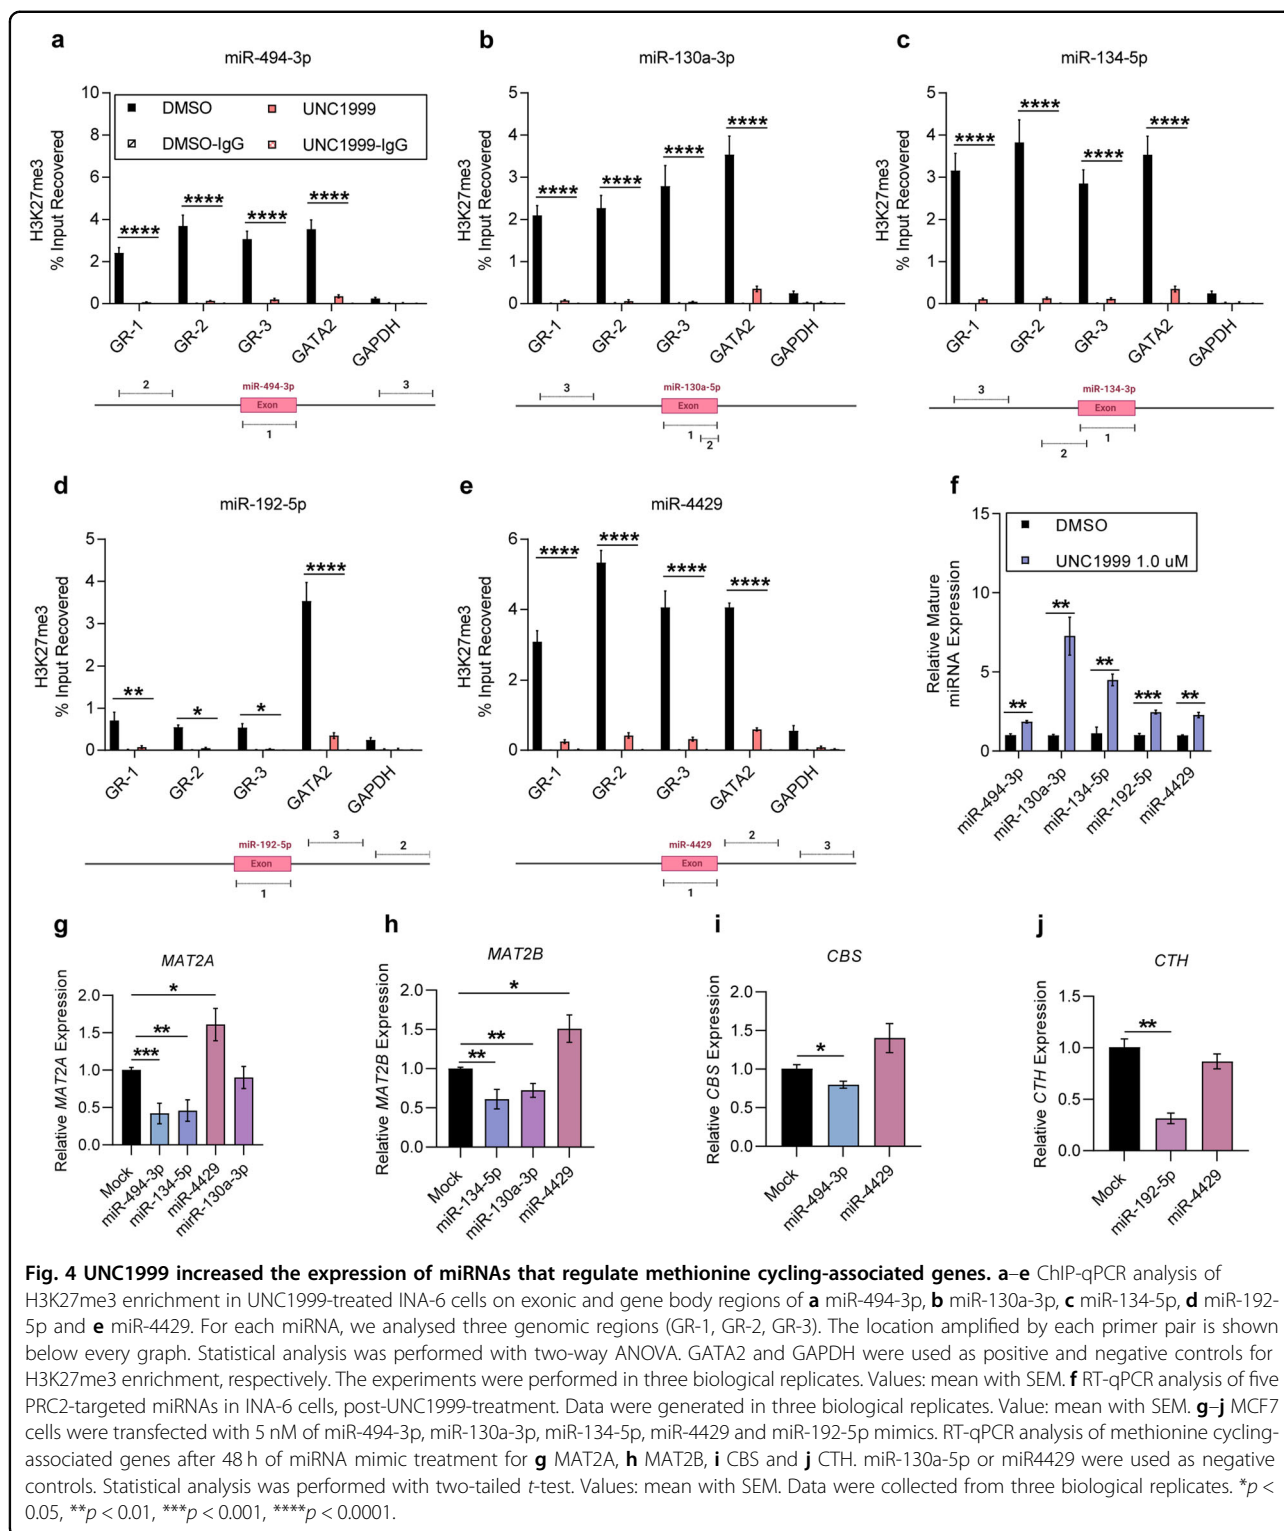 a
miR-494-3p
H3K27me3
% Input Recovered
10
8
6
4
2
0
DMSO
UNC1999
DMSO-IgG
UNC1999-IgG
****
****
****
****
GR-1
GR-2
GR-3
GATA2
GAPDH
2
miR-494-3p
3
Exon
1
b
miR-130a-3p
H3K27me3
% Input Recovered
5
4
3
2
1
0
****
****
****
****
GR-1
GR-2
GR-3
GATA2
GAPDH
3
miR-130a-5p
Exon
1
2
c
miR-134-5p
H3K27me3
% Input Recovered
5
4
3
2
1
0
****
****
****
****
GR-1
GR-2
GR-3
GATA2
GAPDH
3
miR-134-3p
Exon
1
2
d
miR-192-5p
H3K27me3
% Input Recovered
5
4
3
2
1
0
**
*
*
****
GR-1
GR-2
GR-3
GATA2
GAPDH
miR-192-5p
3
2
Exon
1
e
miR-4429
H3K27me3
% Input Recovered
6
4
2
0
****
****
****
****
GR-1
GR-2
GR-3
GATA2
GAPDH
miR-4429
2
3
Exon
1
f
Relative Mature
miRNA Expression
15
10
5
0
DMSO
UNC1999 1.0 uM
**
**
**
***
**
miR-494-3p
miR-130a-3p
miR-134-5p
miR-192-5p
miR-4429
g
MAT2A
Relative MAT2A Expression
2.0
1.5
1.0
0.5
0.0
*
**
***
Mock
miR-494-3p
miR-134-5p
miR-4429
mirR-130a-3p
h
MAT2B
Relative MAT2B Expression
2.0
1.5
1.0
0.5
0.0
*
**
**
Mock
miR-134-5p
miR-130a-3p
miR-4429
i
CBS
Relative CBS Expression
2.0
1.5
1.0
0.5
0.0
*
Mock
miR-494-3p
miR-4429
j
CTH
Relative CTH Expression
1.5
1.0
0.5
0.0
**
Mock
miR-192-5p
miR-4429
Fig. 4 UNC1999 increased the expression of miRNAs that regulate methionine cycling-associated genes. a–e ChIP-qPCR analysis of
H3K27me3 enrichment in UNC1999-treated INA-6 cells on exonic and gene body regions of a miR-494-3p, b miR-130a-3p, c miR-134-5p, d miR-192-
5p and e miR-4429. For each miRNA, we analysed three genomic regions (GR-1, GR-2, GR-3). The location amplified by each primer pair is shown
below every graph. Statistical analysis was performed with two-way ANOVA. GATA2 and GAPDH were used as positive and negative controls for
H3K27me3 enrichment, respectively. The experiments were performed in three biological replicates. Values: mean with SEM. f RT-qPCR analysis of five
PRC2-targeted miRNAs in INA-6 cells, post-UNC1999-treatment. Data were generated in three biological replicates. Value: mean with SEM. g–j MCF7
cells were transfected with 5 nM of miR-494-3p, miR-130a-3p, miR-134-5p, miR-4429 and miR-192-5p mimics. RT-qPCR analysis of methionine cycling-
associated genes after 48 h of miRNA mimic treatment for g MAT2A, h MAT2B, i CBS and j CTH. miR-130a-5p or miR4429 were used as negative
controls. Statistical analysis was performed with two-tailed t-test. Values: mean with SEM. Data were collected from three biological replicates. *p <
0.05, **p < 0.01, ***p < 0.001, ****p < 0.0001.